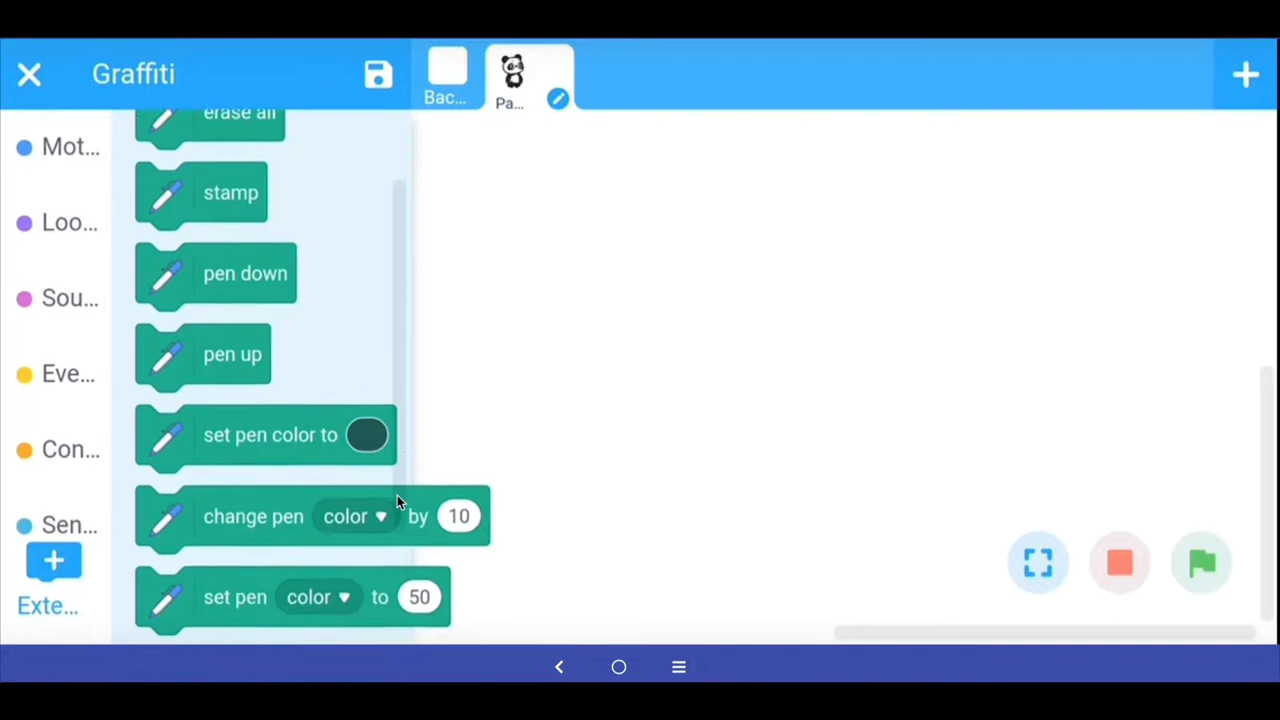 Graffiti
Bac...
Pa...
Mot...
Loo...
Sou...
Eve...
Con...
Sen...
Exte...
erase all
stamp
pen down
pen up
set pen color to
change pen color by 10
set pen color to 50